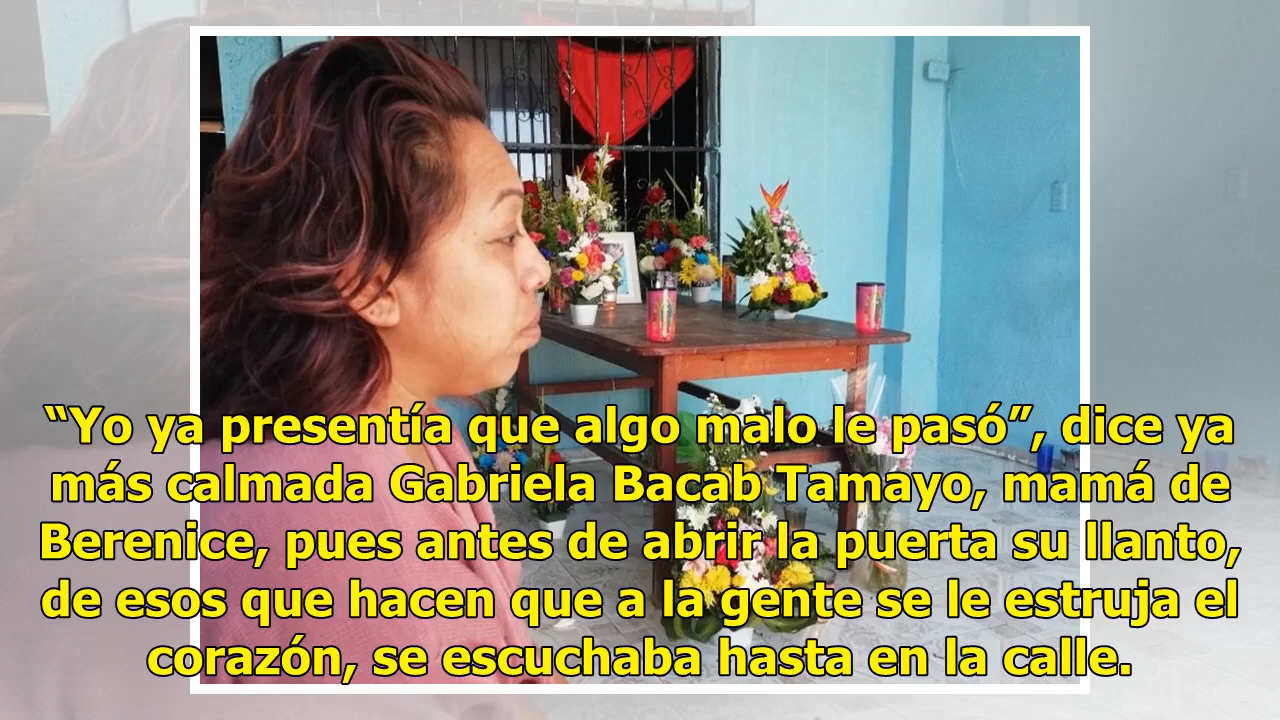 “Yo ya presentía que algo malo le pasó”, dice ya
más calmada Gabriela Bacab Tamayo, mamá de
Berenice, pues antes de abrir la puerta su llanto,
de esos que hacen que a la gente se le estruja el
corazón, se escuchaba hasta en la calle.